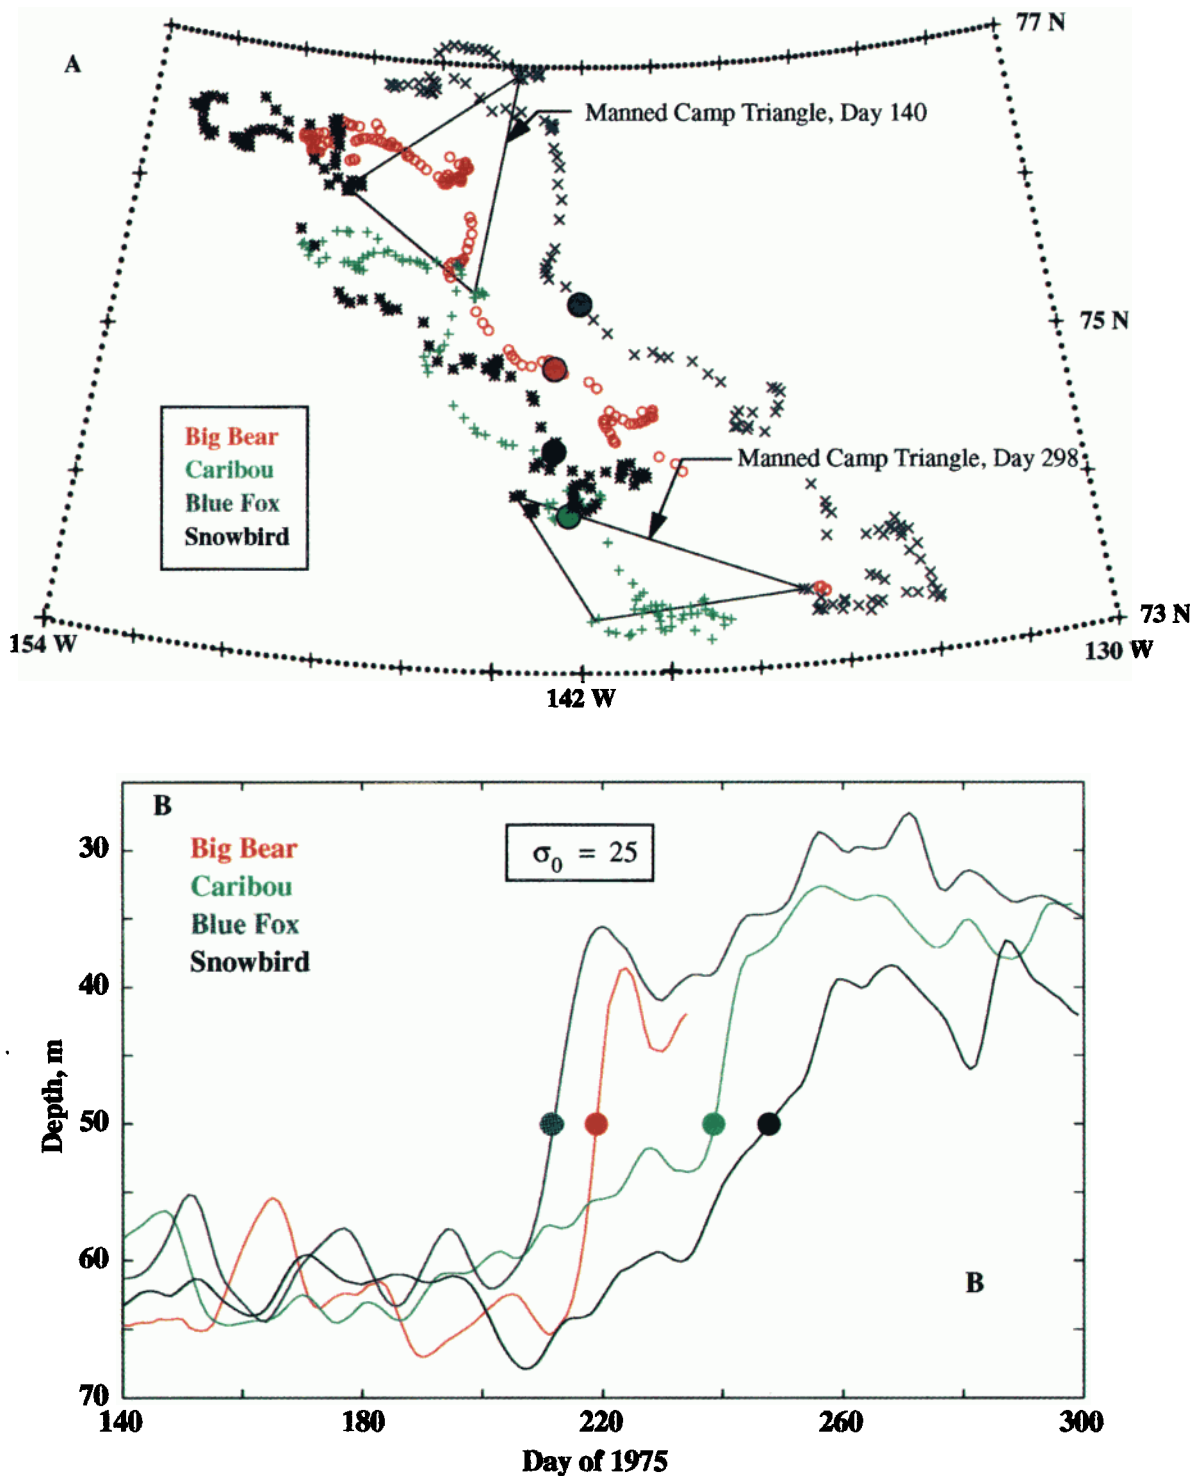 77 N
A
Manned Camp Triangle, Day 140
75 N
Big Bear
Caribou
Blue Fox
Snowbird
Manned Camp Triangle, Day 298
73 N
154 W
130 W
142 W
B
Big Bear
Caribou
Blue Fox
Snowbird
σ0 = 25
30
40
50
60
70
Depth, m
B
140
180
220
260
300
Day of 1975